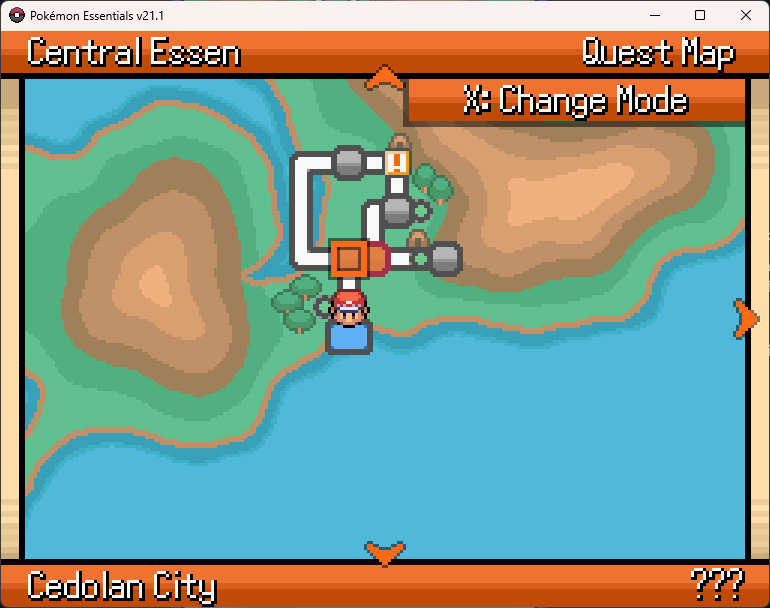 Pokémon Essentials v21.1
Central Essen
Quest Map
X: Change Mode
!
Cedolan City
???